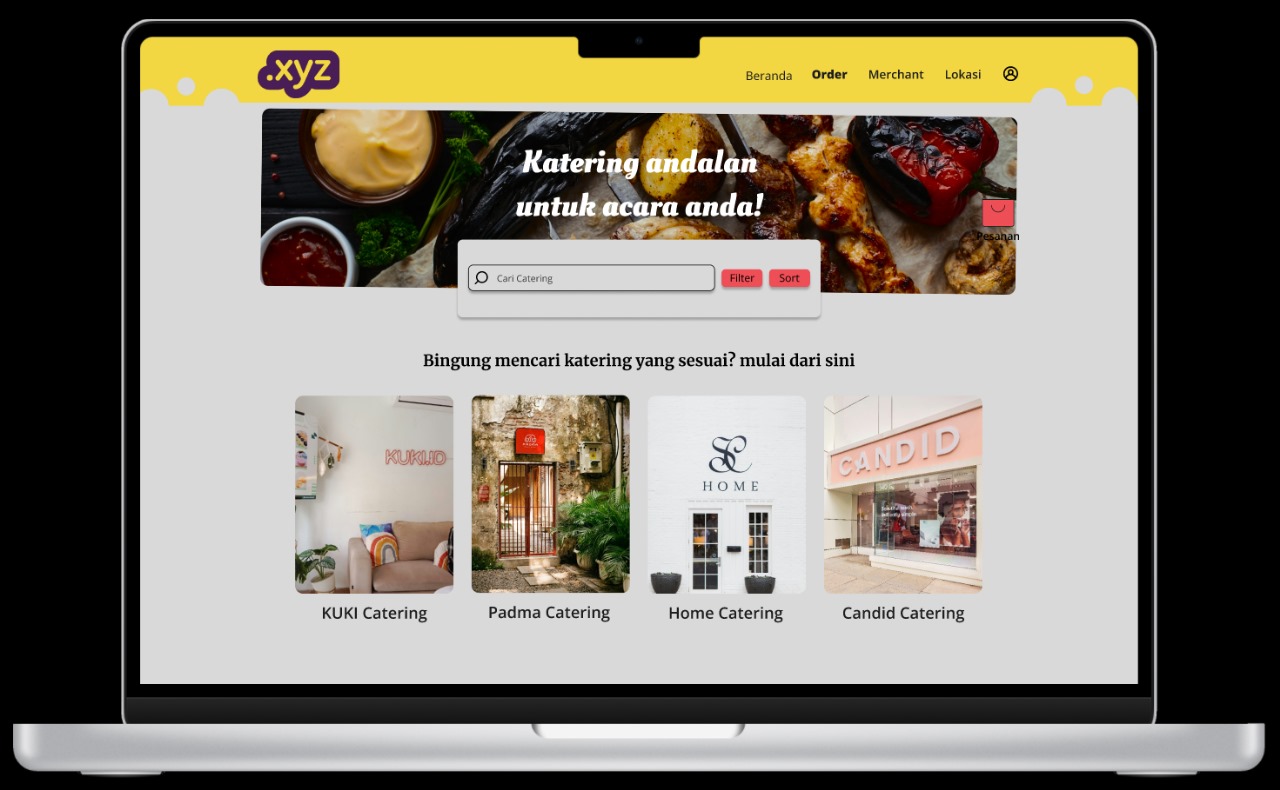 .xyz
Beranda Order Merchant Lokasi
Katering andalan
untuk acara anda!
Pesanan
Cari Catering Filter Sort
Bingung mencari katering yang sesuai? mulai dari sini
KUKI.ID
HOME
CANDID
KUKI Catering Padma Catering Home Catering Candid Catering